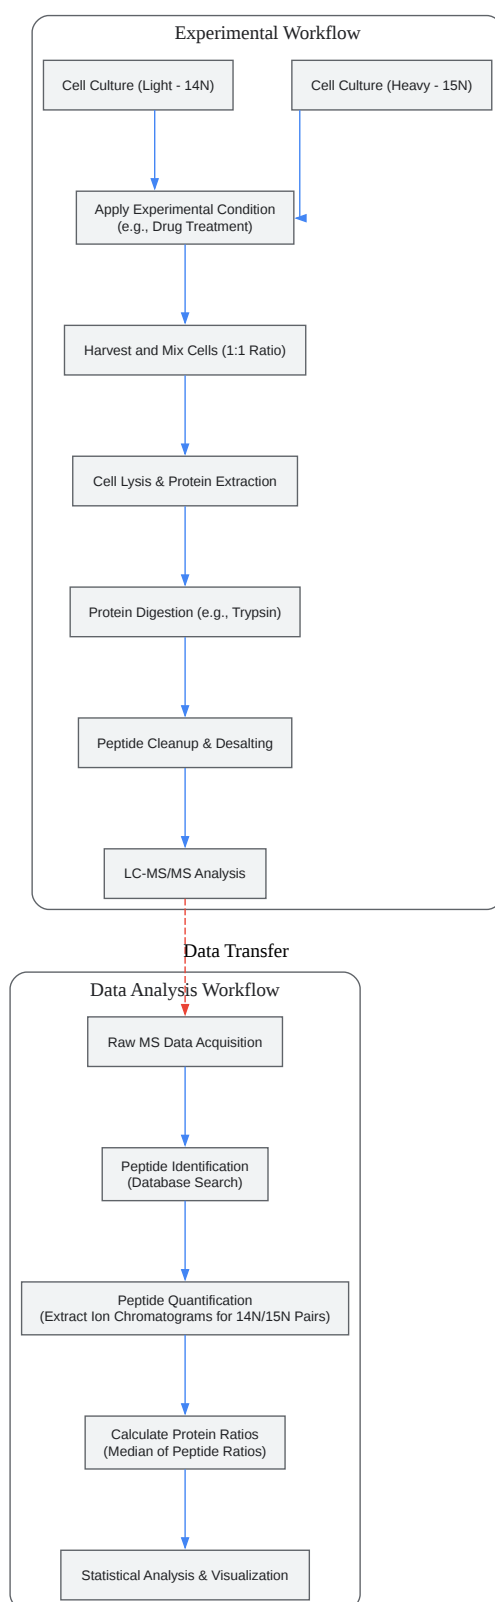 Experimental Workflow
Cell Culture (Light - 14N)
Cell Culture (Heavy - 15N)
Apply Experimental Condition
(e.g., Drug Treatment)
Harvest and Mix Cells (1:1 Ratio)
Cell Lysis & Protein Extraction
Protein Digestion (e.g., Trypsin)
Peptide Cleanup & Desalting
LC-MS/MS Analysis
Data Transfer
Data Analysis Workflow
Raw MS Data Acquisition
Peptide Identification
(Database Search)
Peptide Quantification
(Extract Ion Chromatograms for 14N/15N Pairs)
Calculate Protein Ratios
(Median of Peptide Ratios)
Statistical Analysis & Visualization